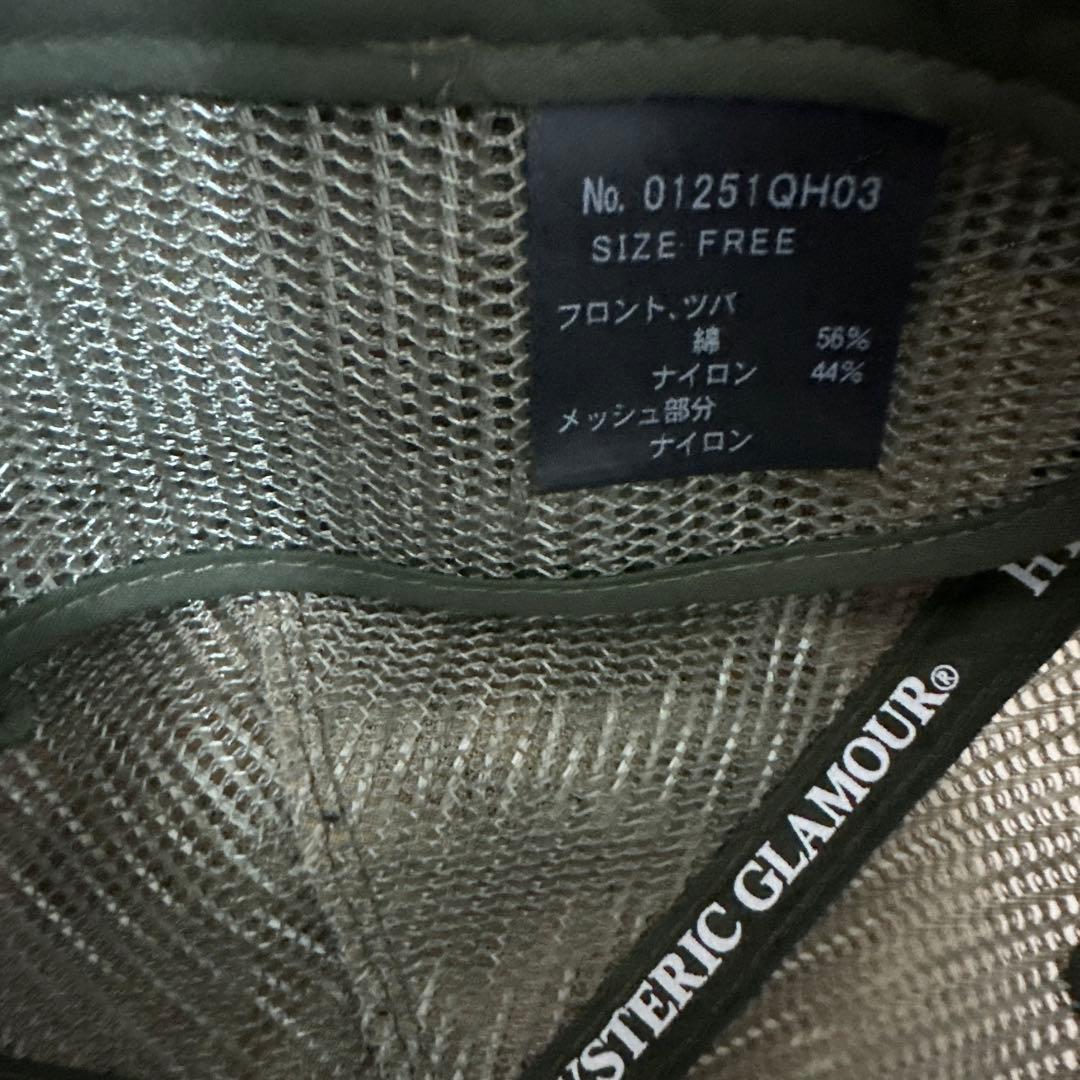 No. 01251QH03
SIZE FREE
フロント、ツバ
綿 56%
ナイロン 44%
メッシュ部分
ナイロン
YSTERIC GLAMOUR®
h